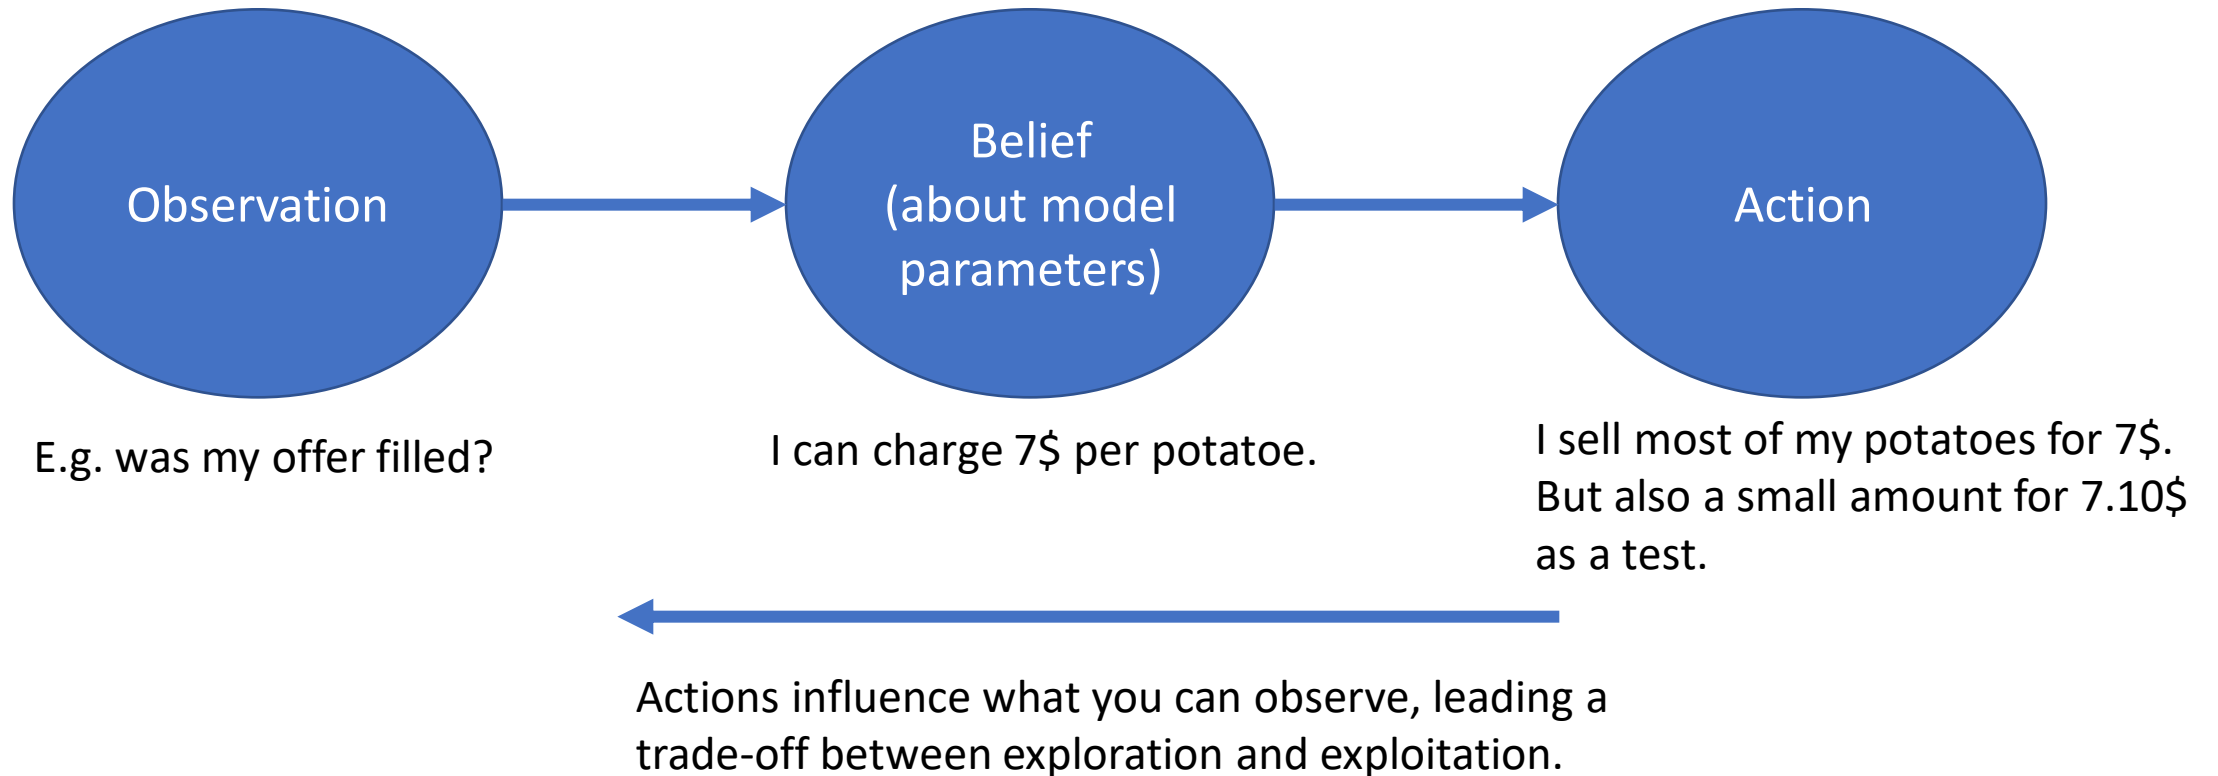 Observation
Belief
(about model
parameters)
Action
E.g. was my offer filled?
I can charge 7$ per potatoe.
I sell most of my potatoes for 7$.
But also a small amount for 7.10$
as a test.
Actions influence what you can observe, leading a
trade-off between exploration and exploitation.